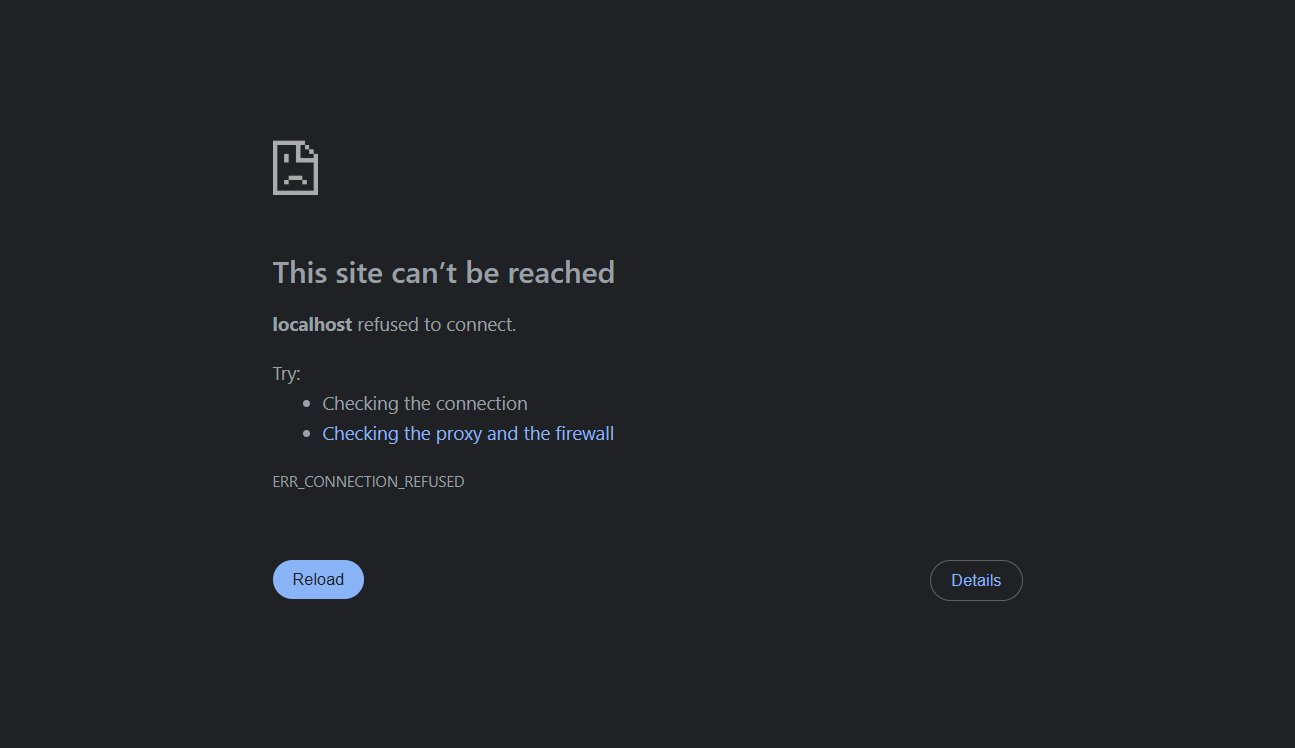 This site can’t be reached
localhost refused to connect.
Try:
Checking the connection
Checking the proxy and the firewall
ERR_CONNECTION_REFUSED
Reload
Details